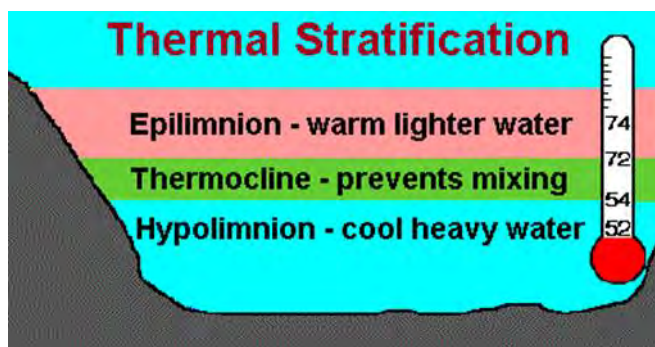 Thermal Stratification
Epilimnion - warm lighter water
74
72
Thermocline - prevents mixing
54
Hypolimnion - cool heavy water
52